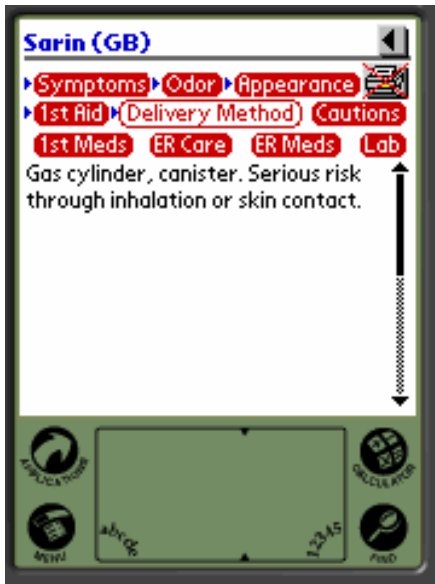 Sarin (GB)
Symptoms Odor Appearance
1st Aid Delivery Method Cautions
1st Meds ER Care ER Meds Lab
Gas cylinder, canister. Serious risk
through inhalation or skin contact.
APPLICATIONS
CALCULATOR
MENU
abcde
12345
FIND